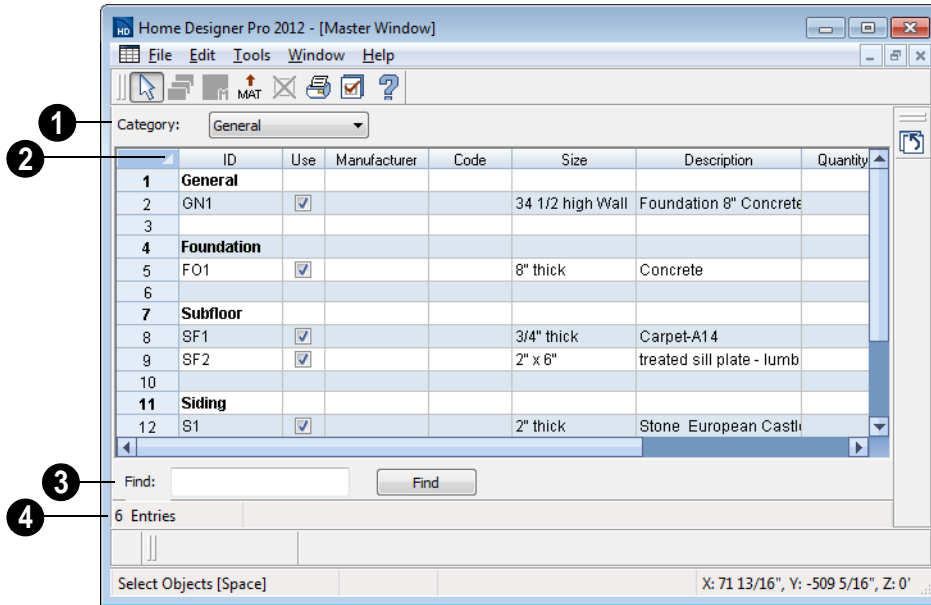 HD Home Designer Pro 2012 - [Master Window]
File Edit Tools Window Help
M MAT
1 Category: General
2 ID Use Manufacturer Code Size Description Quantity
1 General
2 GN1 34 1/2 high Wall Foundation 8" Concrete
3
4 Foundation
5 FO1 8" thick Concrete
6
7 Subfloor
8 SF1 3/4" thick Carpet-A14
9 SF2 2" x 6" treated sill plate - lumb
10
11 Siding
12 S1 2" thick Stone European Castl
3 Find: Find
4 6 Entries
Select Objects [Space] X: 71 13/16", Y: -509 5/16", Z: 0'